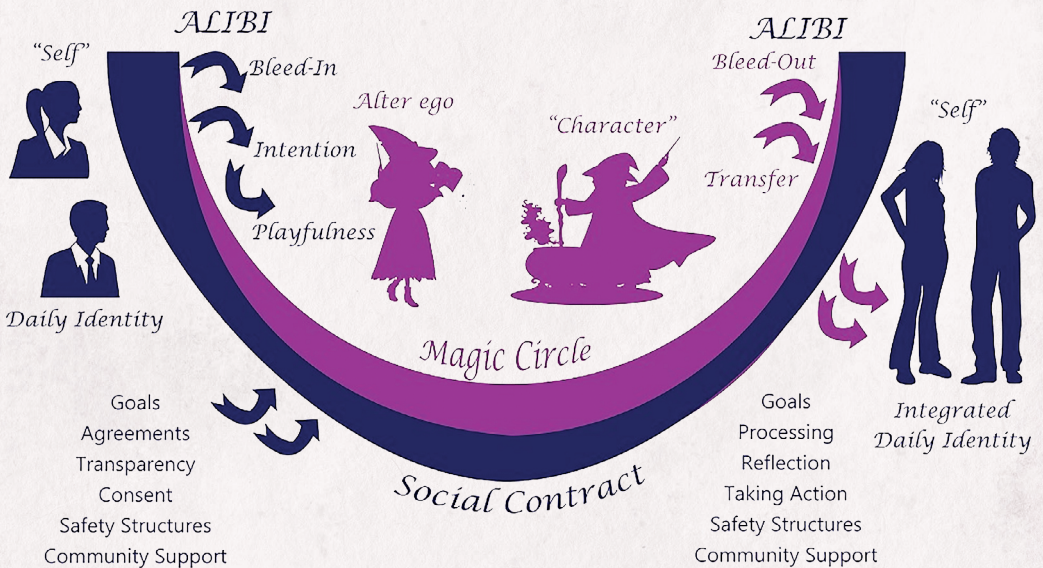 ALIBI
“Self”
Bleed-In
Intention
Playfulness
Daily Identity
Alter ego
“Character”
ALIBI
Bleed-Out
Transfer
“Self”
Magic Circle
Social Contract
Goals
Agreements
Transparency
Consent
Safety Structures
Community Support
Goals
Processing
Reflection
Taking Action
Safety Structures
Community Support
Integrated
Daily Identity